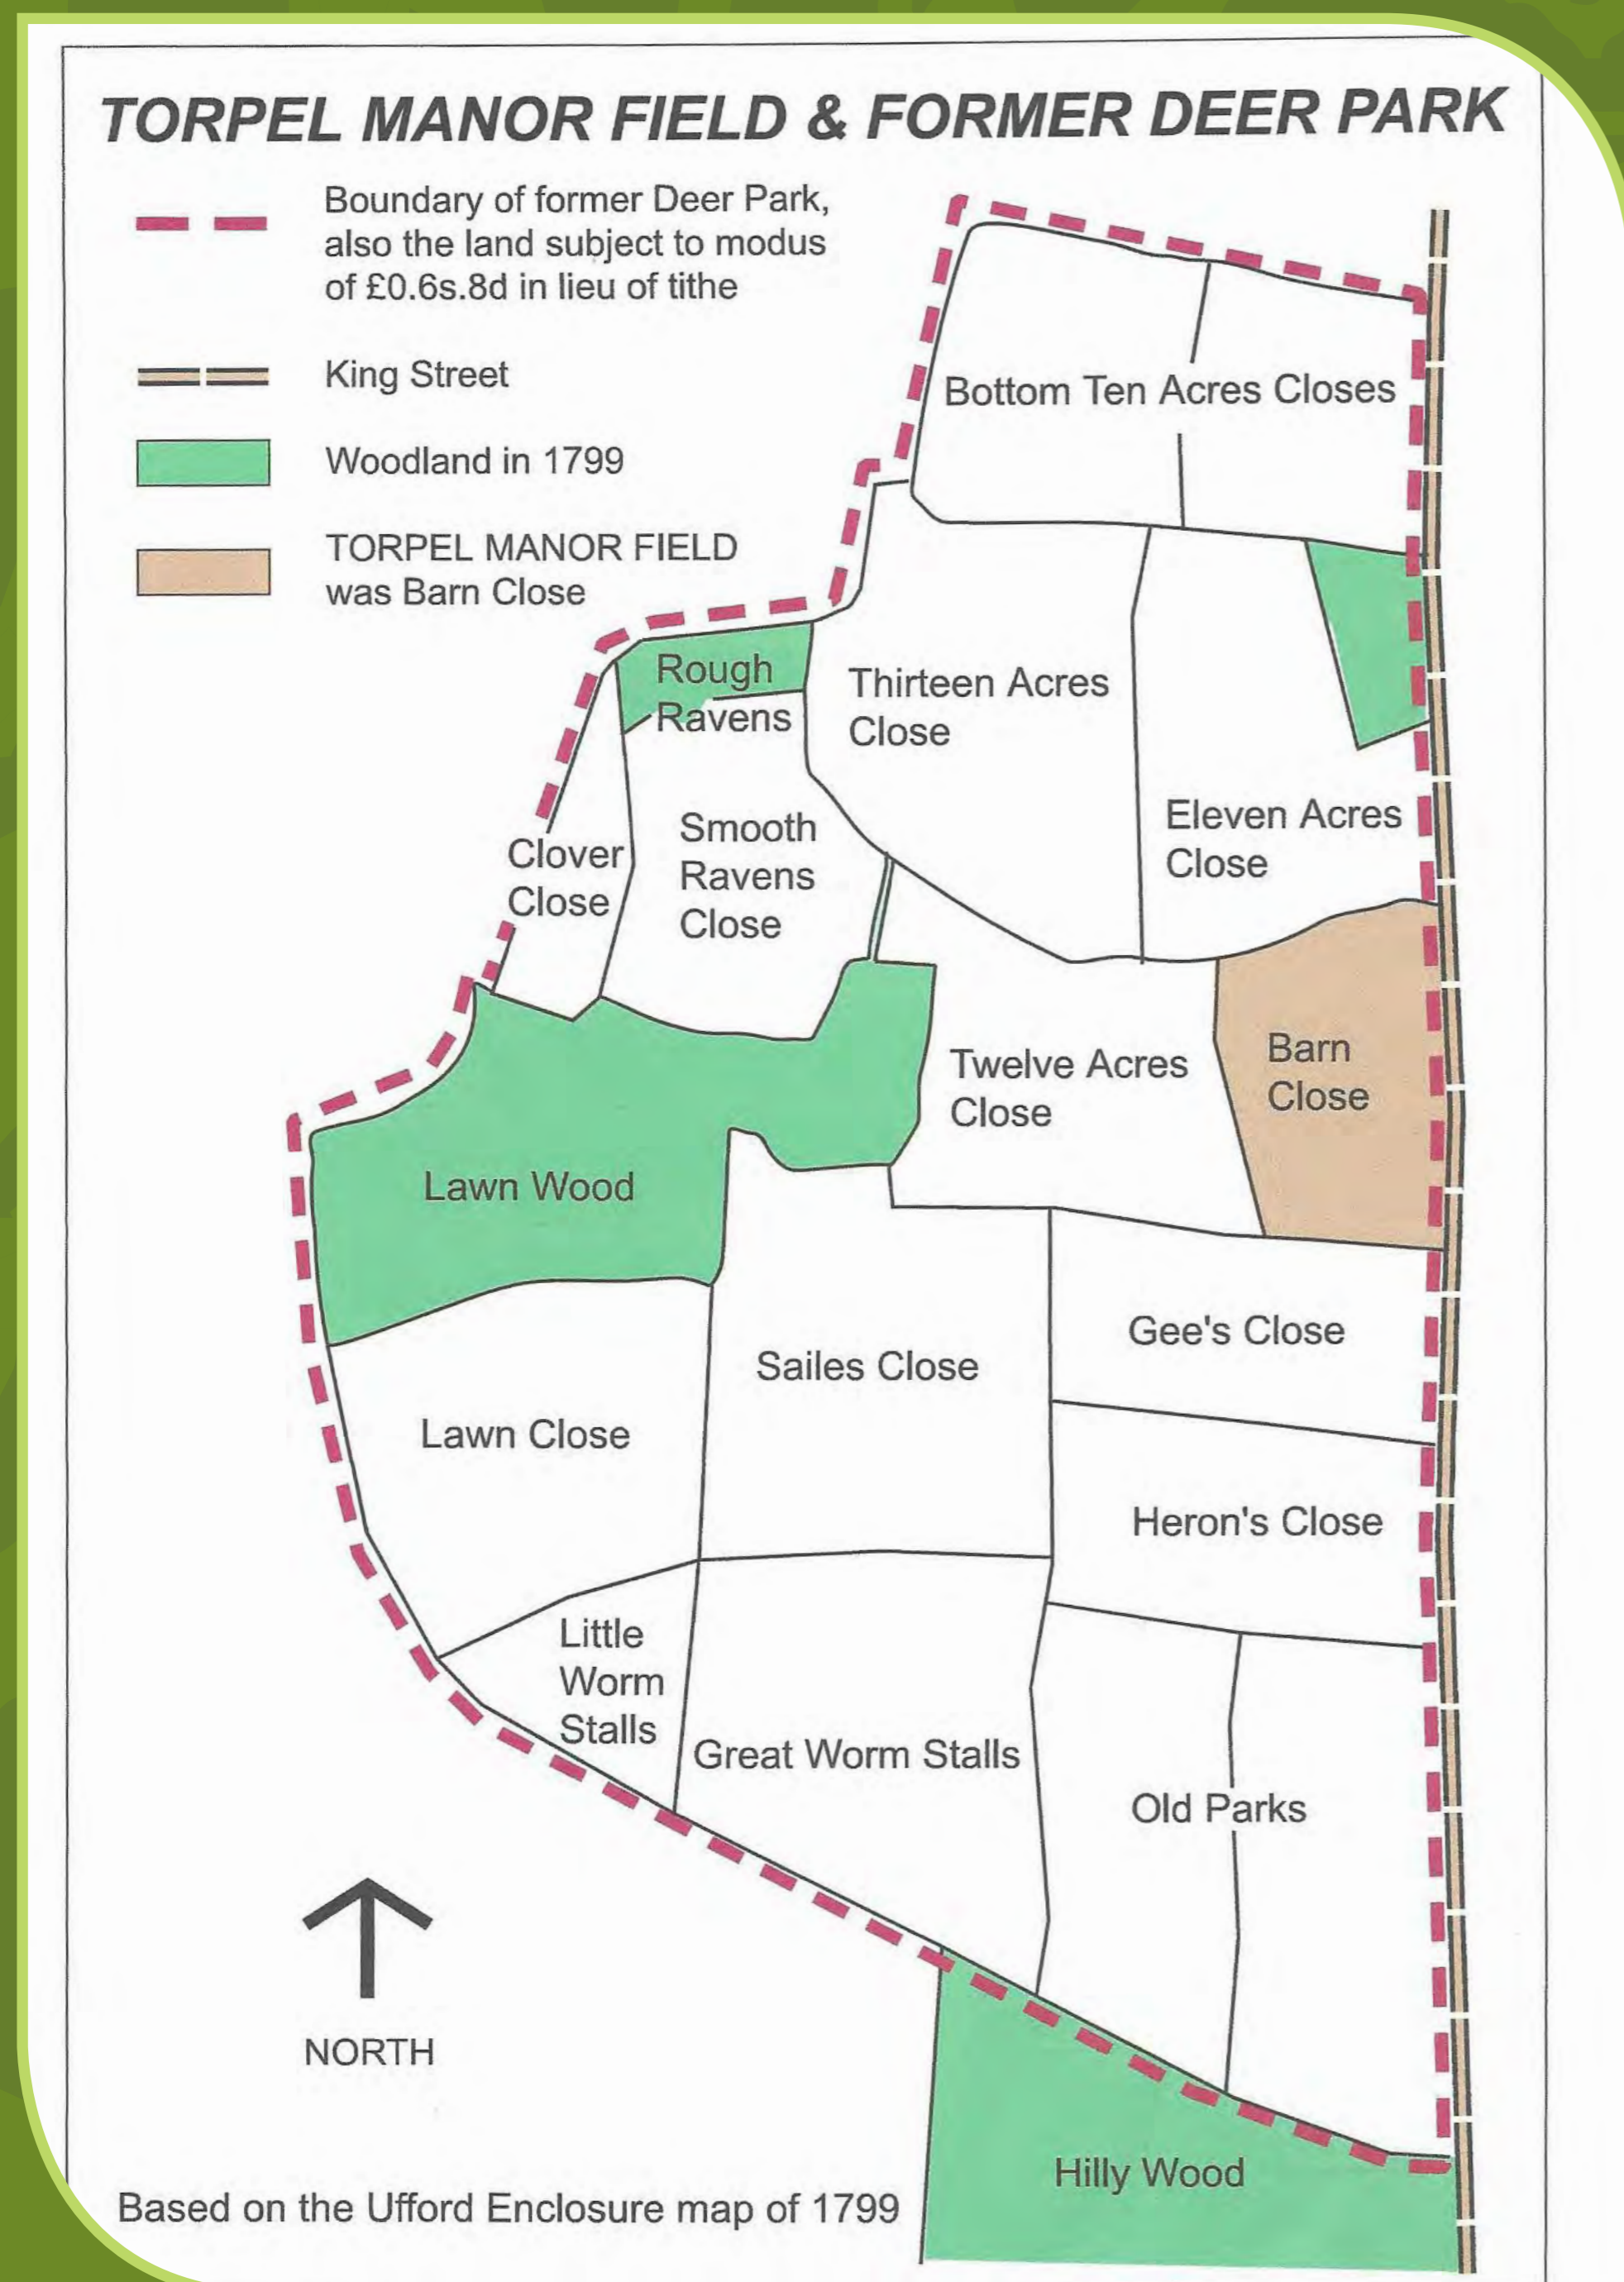 TORPEL MANOR FIELD & FORMER DEER PARK
Boundary of former Deer Park,
also the land subject to modus
of £0.6s.8d in lieu of tithe
King Street
Woodland in 1799
TORPEL MANOR FIELD
was Barn Close
Bottom Ten Acres Closes
Rough
Ravens
Thirteen Acres
Close
Eleven Acres
Close
Clover
Close
Smooth
Ravens
Close
Twelve Acres
Close
Barn
Close
Lawn Wood
Gee's Close
Sailes Close
Lawn Close
Heron's Close
Little
Worm
Stalls
Great Worm Stalls
Old Parks
NORTH
Hilly Wood
Based on the Ufford Enclosure map of 1799